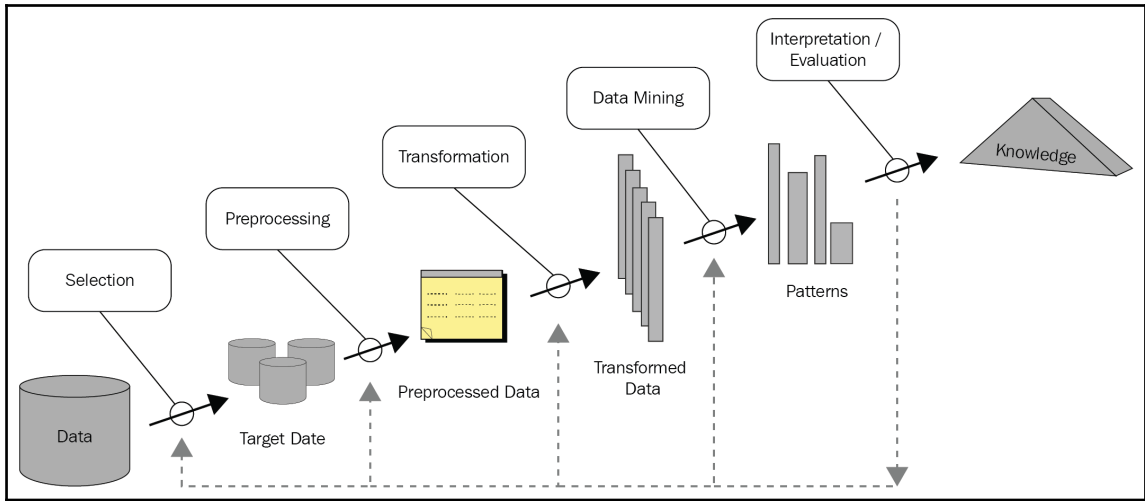 Interpretation /
Evaluation
Data Mining
Knowledge
Transformation
Preprocessing
Patterns
Selection
Transformed
Data
Preprocessed Data
Data
Target Date